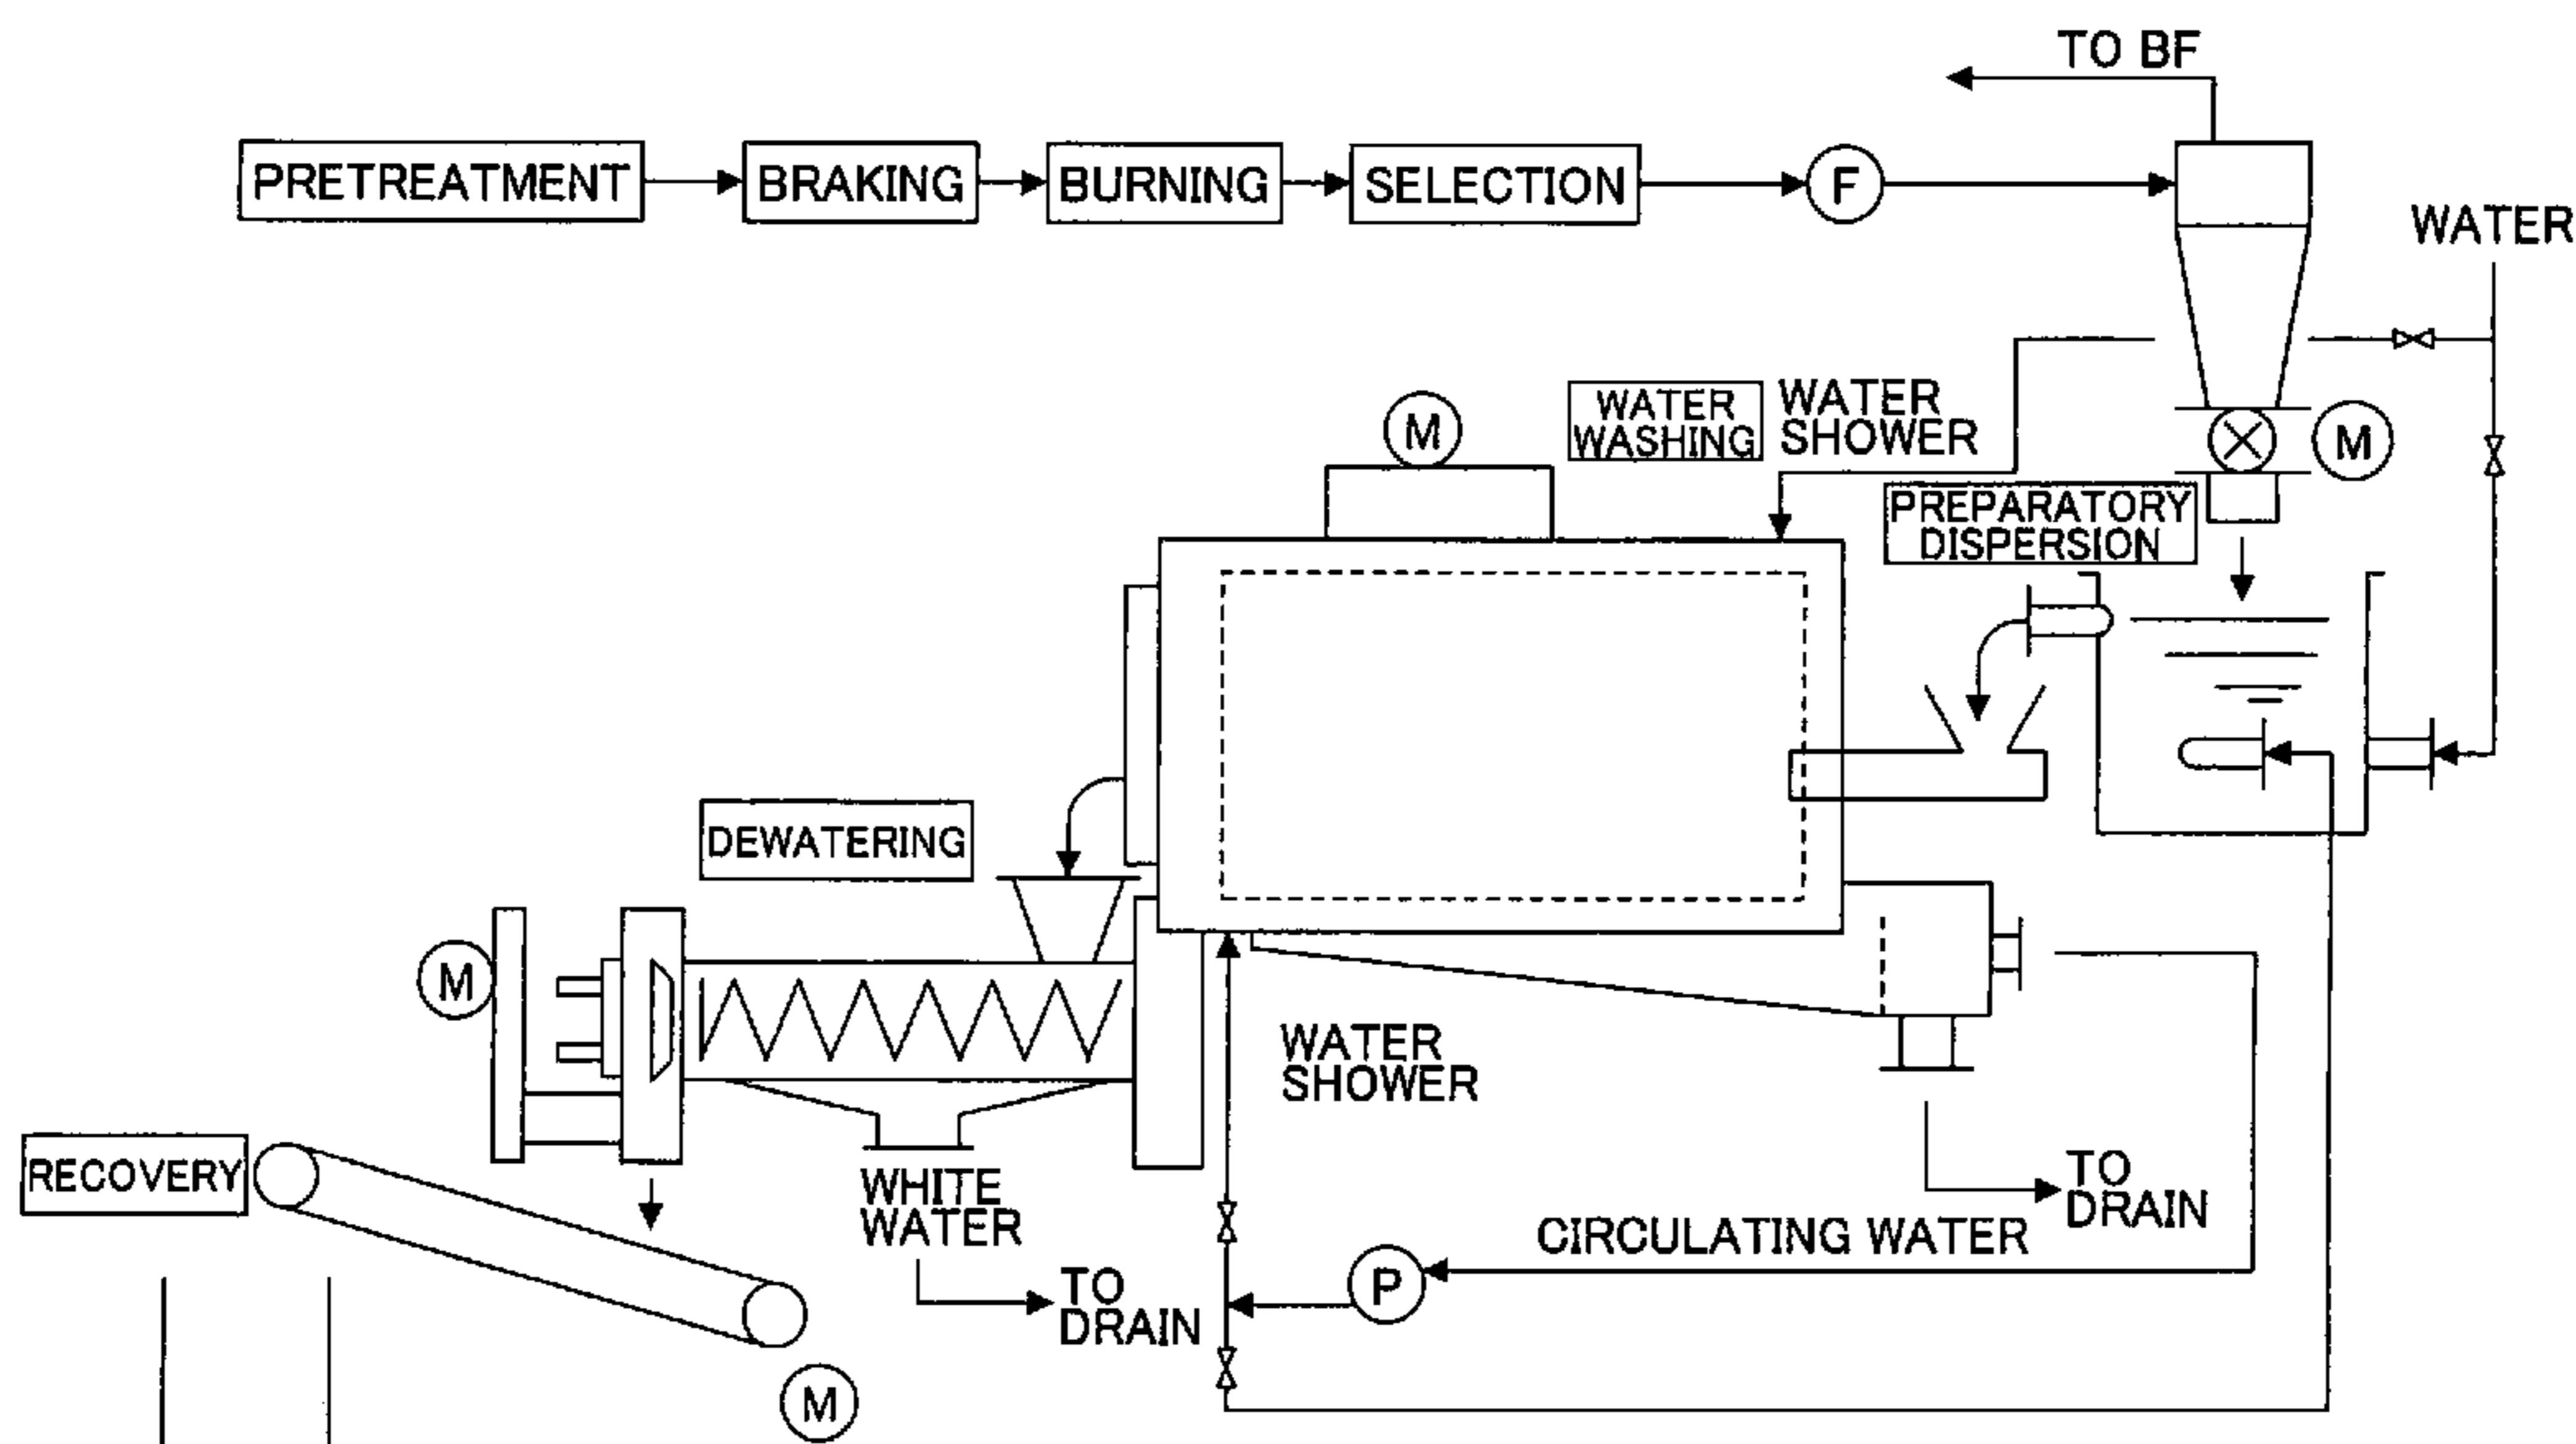 TO BF
PRETREATMENT
BRAKING
BURNING
SELECTION
F
WATER
WATER
WASHING
WATER
SHOWER
M
M
PREPARATORY
DISPERSION
DEWATERING
M
WATER
SHOWER
RECOVERY
WHITE
WATER
TO
DRAIN
CIRCULATING WATER
TO
DRAIN
P
M